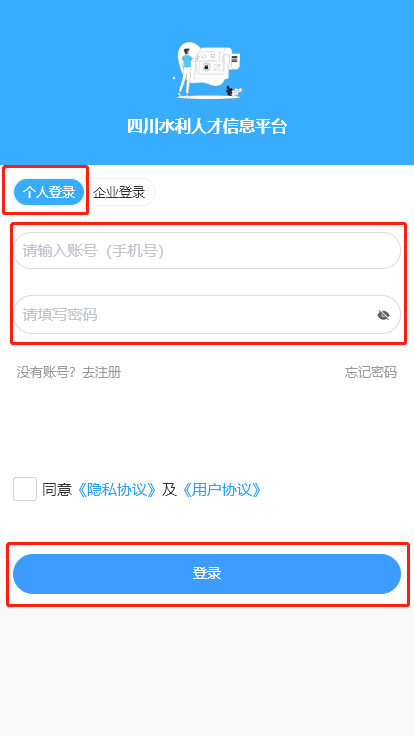 四川水利人才信息平台
个人登录 企业登录
请输入账号（手机号）
请填写密码
没有账号？去注册 忘记密码
同意《隐私协议》及《用户协议》
登录